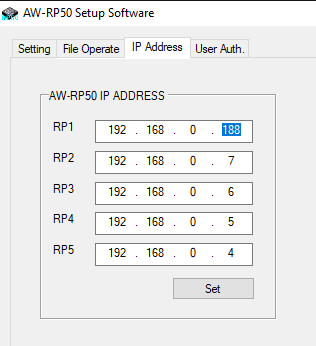 AW-RP50 Setup Software
Setting File Operate IP Address User Auth.
AW-RP50 IP ADDRESS
RP1 192 . 168 . 0 . 188
RP2 192 . 168 . 0 . 7
RP3 192 . 168 . 0 . 6
RP4 192 . 168 . 0 . 5
RP5 192 . 168 . 0 . 4
Set